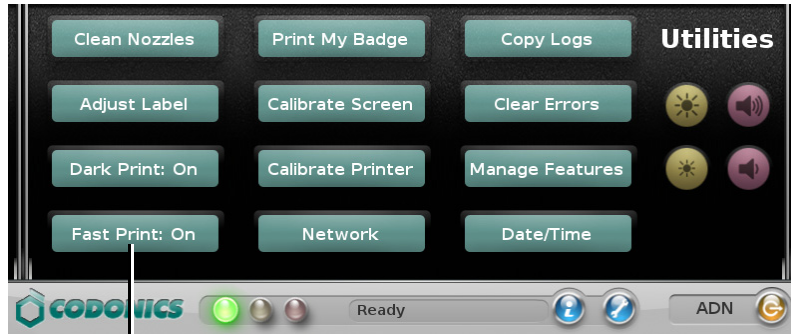 Clean Nozzles Print My Badge Copy Logs Utilities
Adjust Label Calibrate Screen Clear Errors
Dark Print: On Calibrate Printer Manage Features
Fast Print: On Network Date/Time
CODONICS Ready ADN